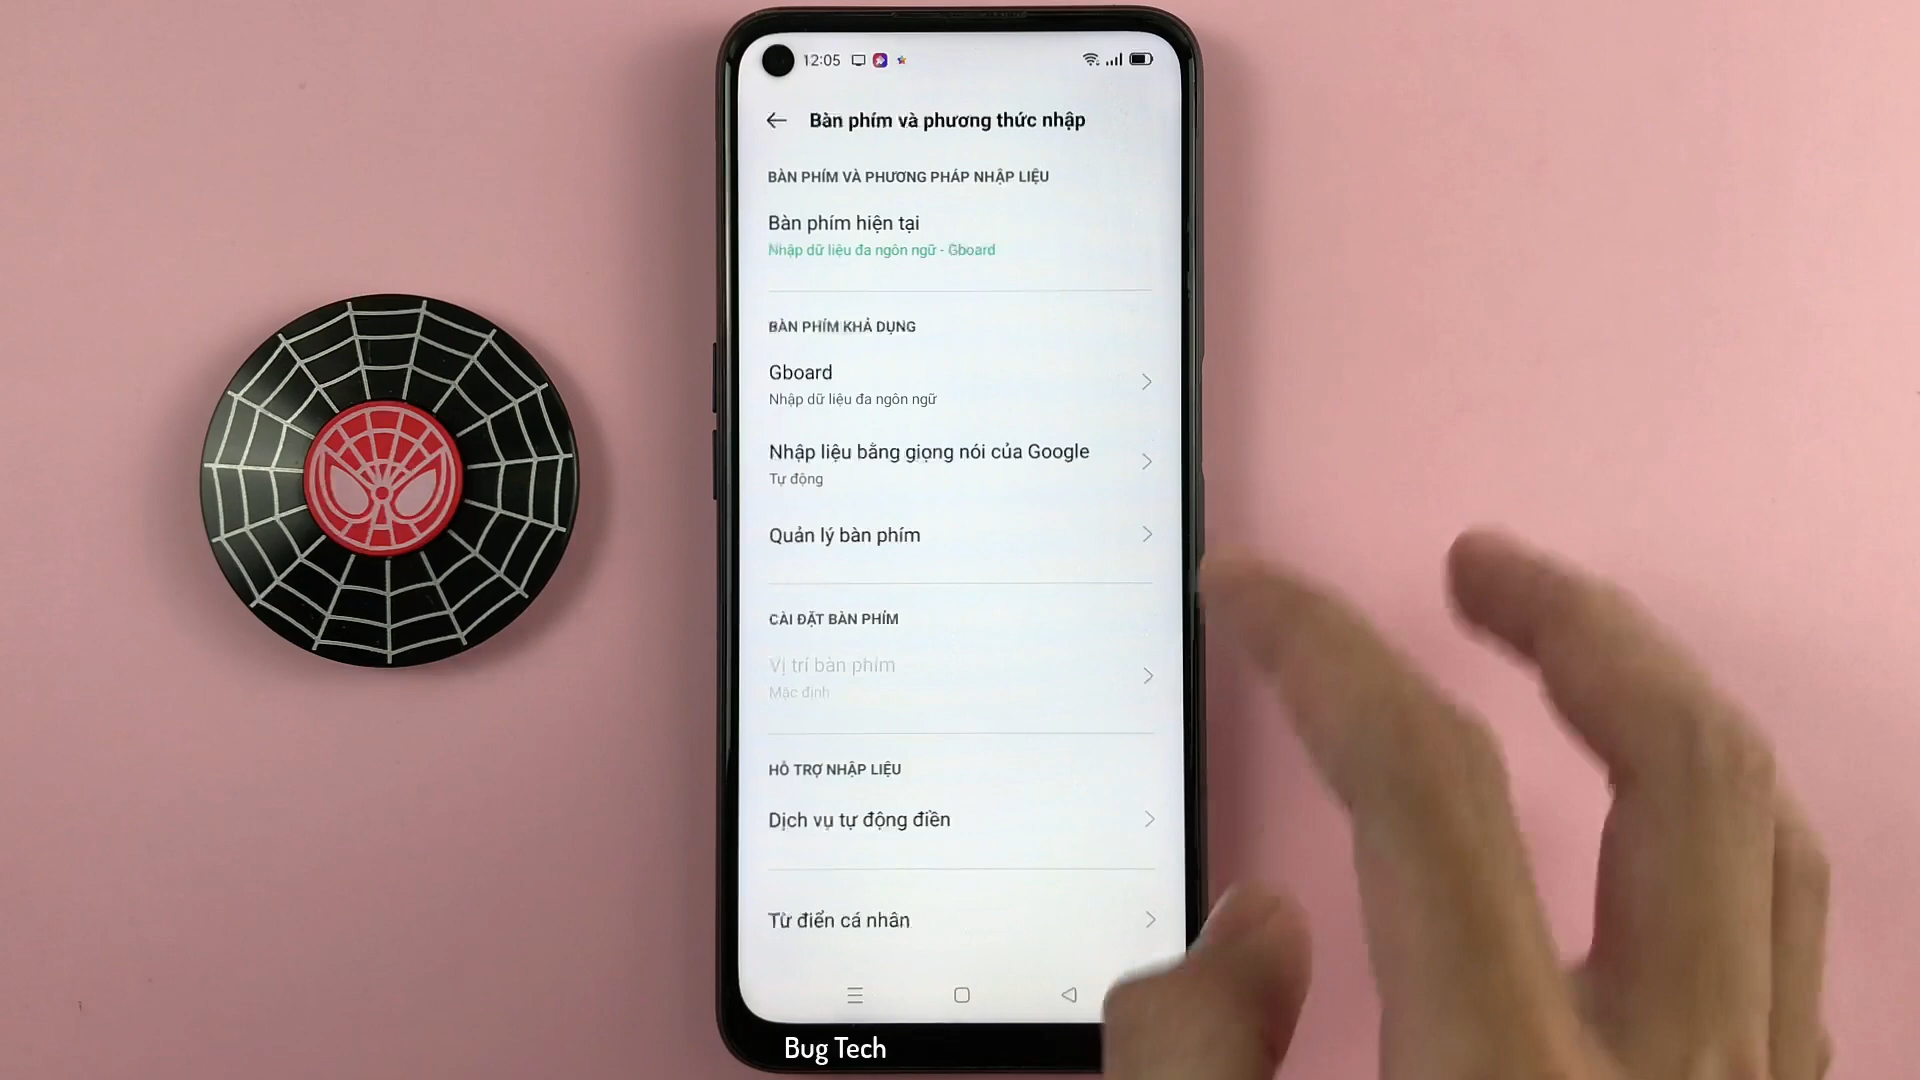 12:05
Bàn phím và phương thức nhập
BÀN PHÍM VÀ PHƯƠNG PHÁP NHẬP LIỆU
Bàn phím hiện tại
Nhập dữ liệu đa ngôn ngữ - Gboard
BÀN PHÍM KHẢ DỤNG
Gboard
Nhập dữ liệu đa ngôn ngữ
Nhập liệu bằng giọng nói của Google
Tự động
Quản lý bàn phím
CÀI ĐẶT BÀN PHÍM
Vị trí bàn phím
Mặc định
HỖ TRỢ NHẬP LIỆU
Dịch vụ tự động điền
Từ điển cá nhân
Bug Tech